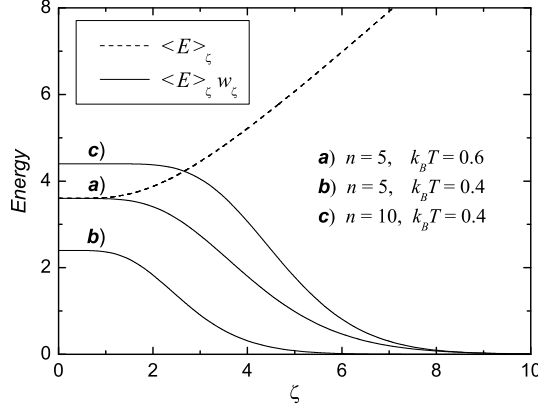 8
6
4
2
0
Energy
<E>ζ
<E>ζ wζ
c)
a)
b)
a) n = 5, kBT = 0.6
b) n = 5, kBT = 0.4
c) n = 10, kBT = 0.4
0 2 4 6 8 10
ζ